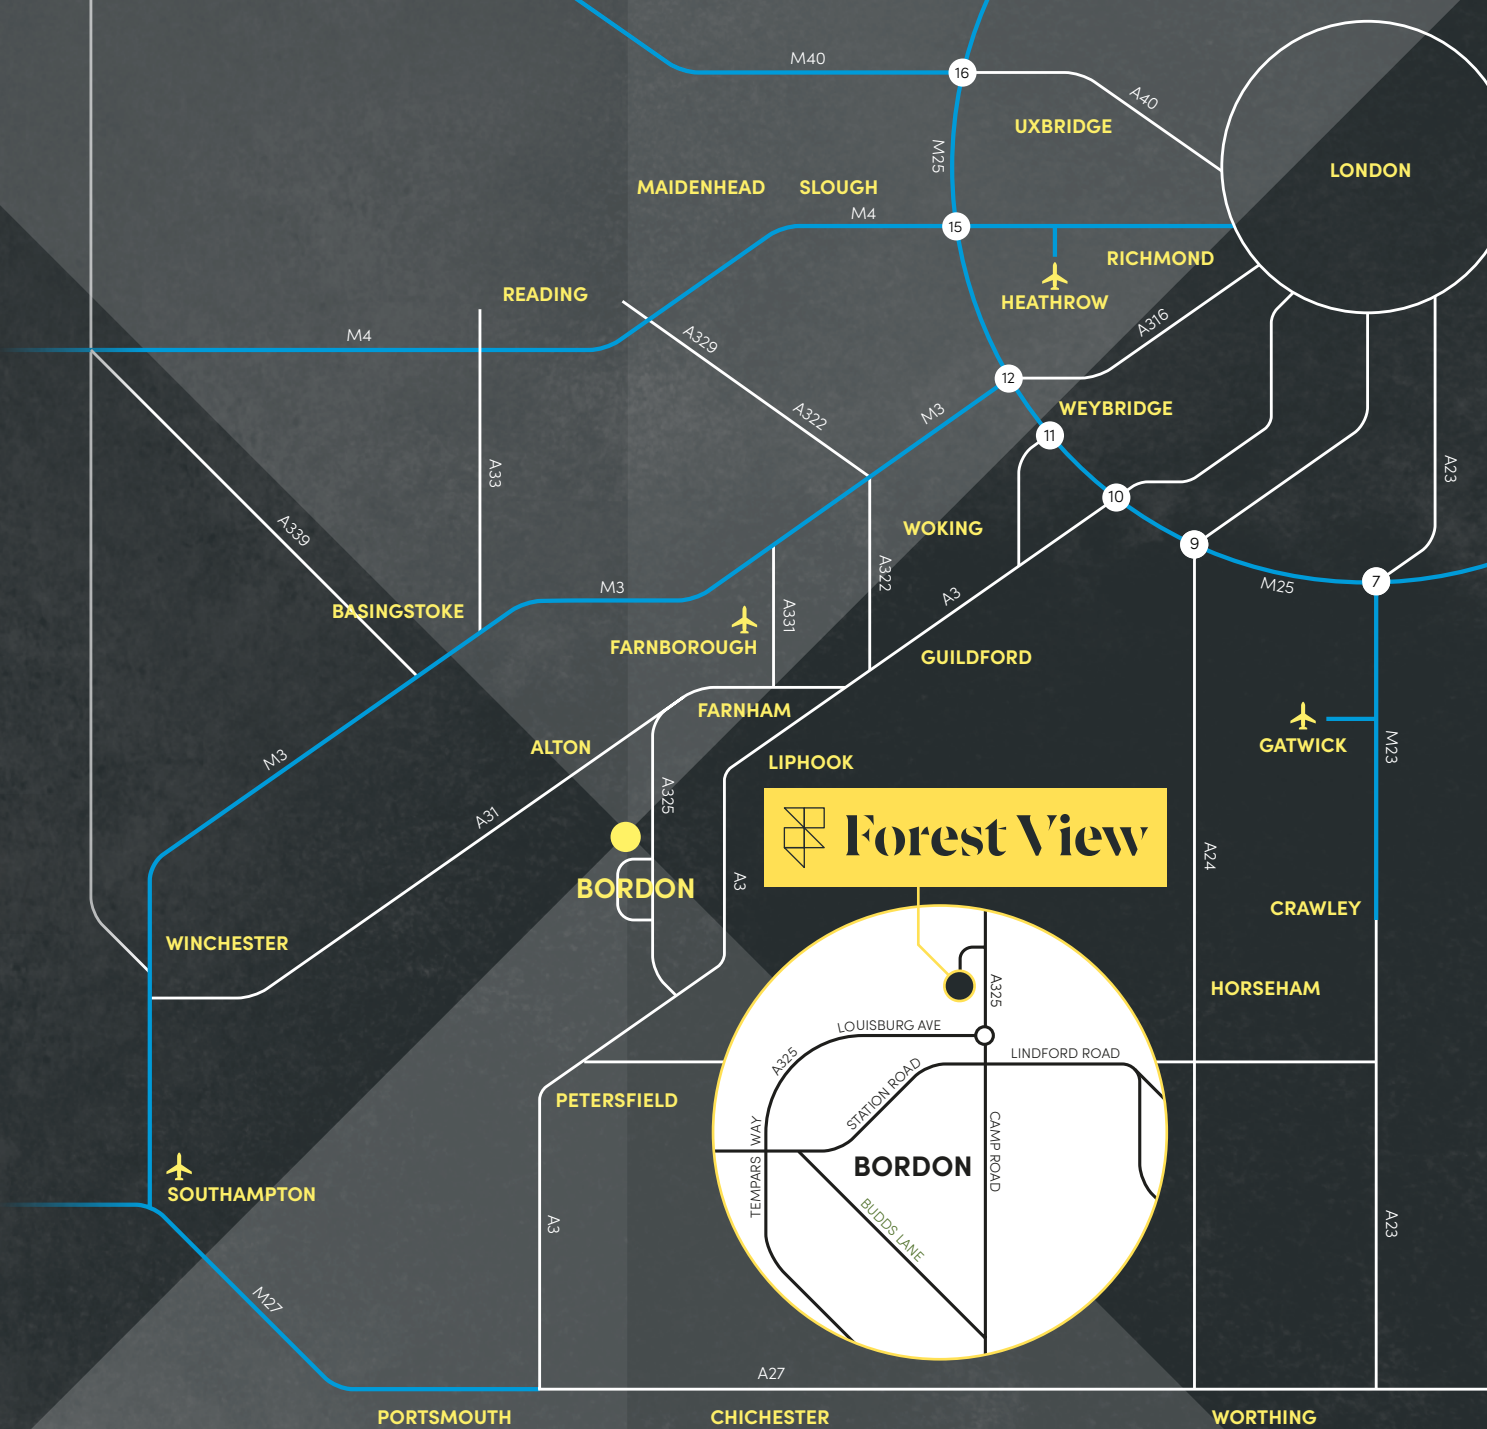 M40
16
A40
UXBRIDGE
M25
LONDON
MAIDENHEAD
SLOUGH
M4
15
RICHMOND
HEATHROW
READING
M4
A329
A316
12
A322
M3
WEYBRIDGE
11
A33
A23
10
A339
WOKING
9
A322
7
M25
M3
A3
BASINGSTOKE
A331
FARNBOROUGH
GUILDFORD
FARNHAM
ALTON
GATWICK
M23
M3
LIPHOOK
A325
A31
Forest View
A24
BORDON
A3
CRAWLEY
WINCHESTER
HORSEHAM
A325
LOUISBURG AVE
A325
STATION ROAD
LINDFORD ROAD
PETERSFIELD
TEMPARS WAY
CAMP ROAD
BORDON
SOUTHAMPTON
BUDDS LANE
A3
A23
M27
A27
PORTSMOUTH
CHICHESTER
WORTHING